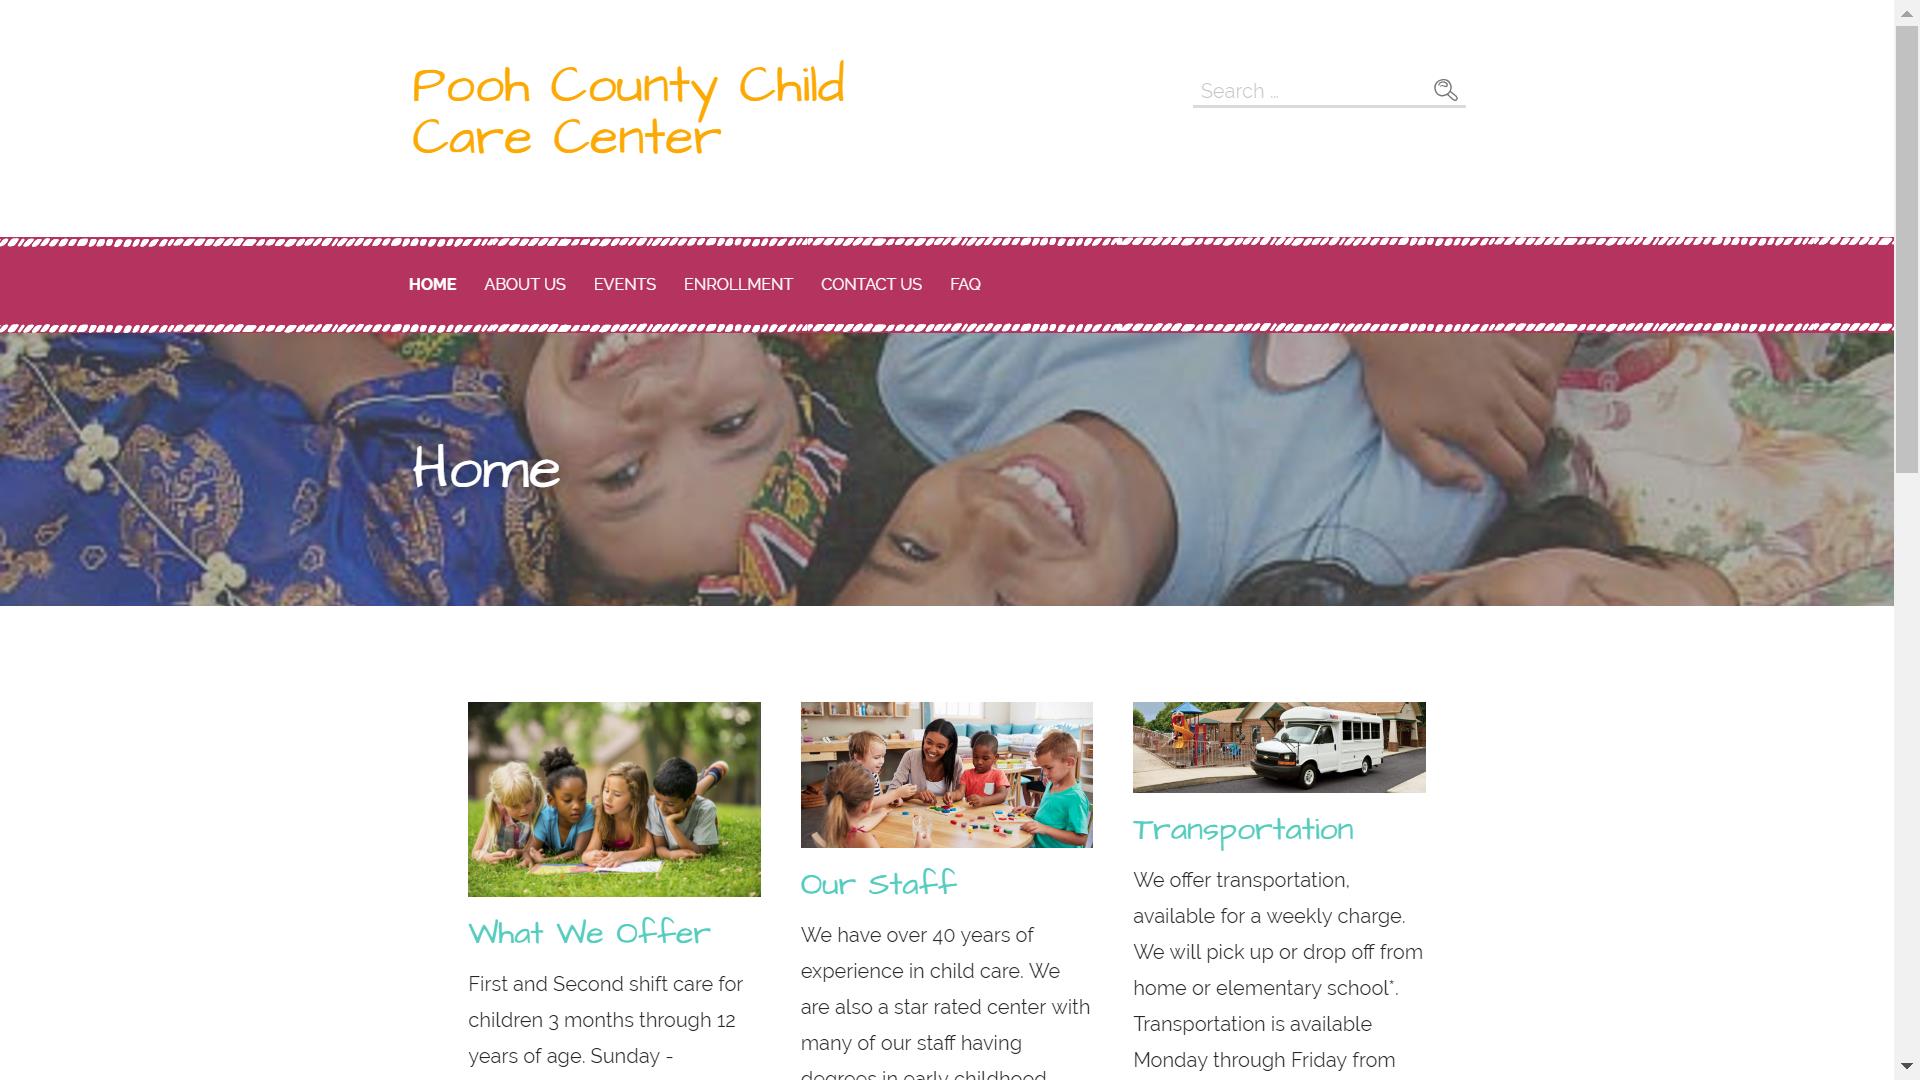 Pooh County Child
Care Center
Search …
HOME ABOUT US EVENTS ENROLLMENT CONTACT US FAQ
Home
What We Offer
First and Second shift care for
children 3 months through 12
years of age. Sunday -
Our Staff
We have over 40 years of
experience in child care. We
are also a star rated center with
many of our staff having
degrees in early childhood
Transportation
We offer transportation,
available for a weekly charge.
We will pick up or drop off from
home or elementary school*.
Transportation is available
Monday through Friday from